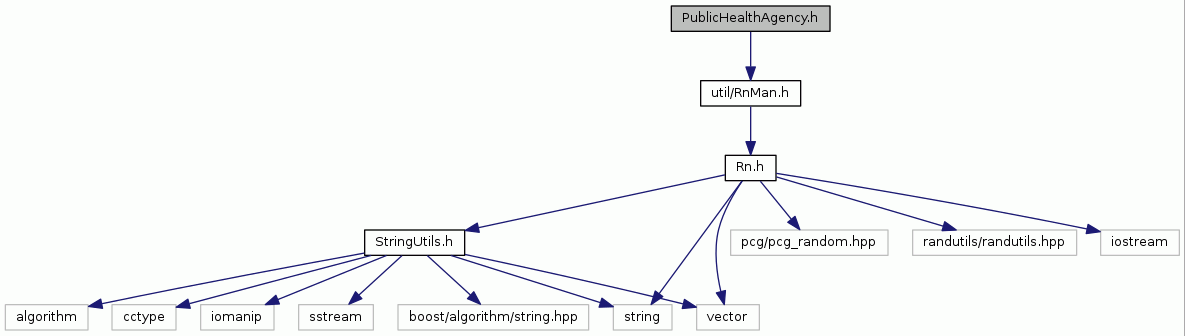 PublicHealthAgency.h
util/RnMan.h
Rn.h
StringUtils.h
pcg/pcg_random.hpp
randutils/randutils.hpp
iostream
algorithm
cctype
iomanip
sstream
boost/algorithm/string.hpp
string
vector